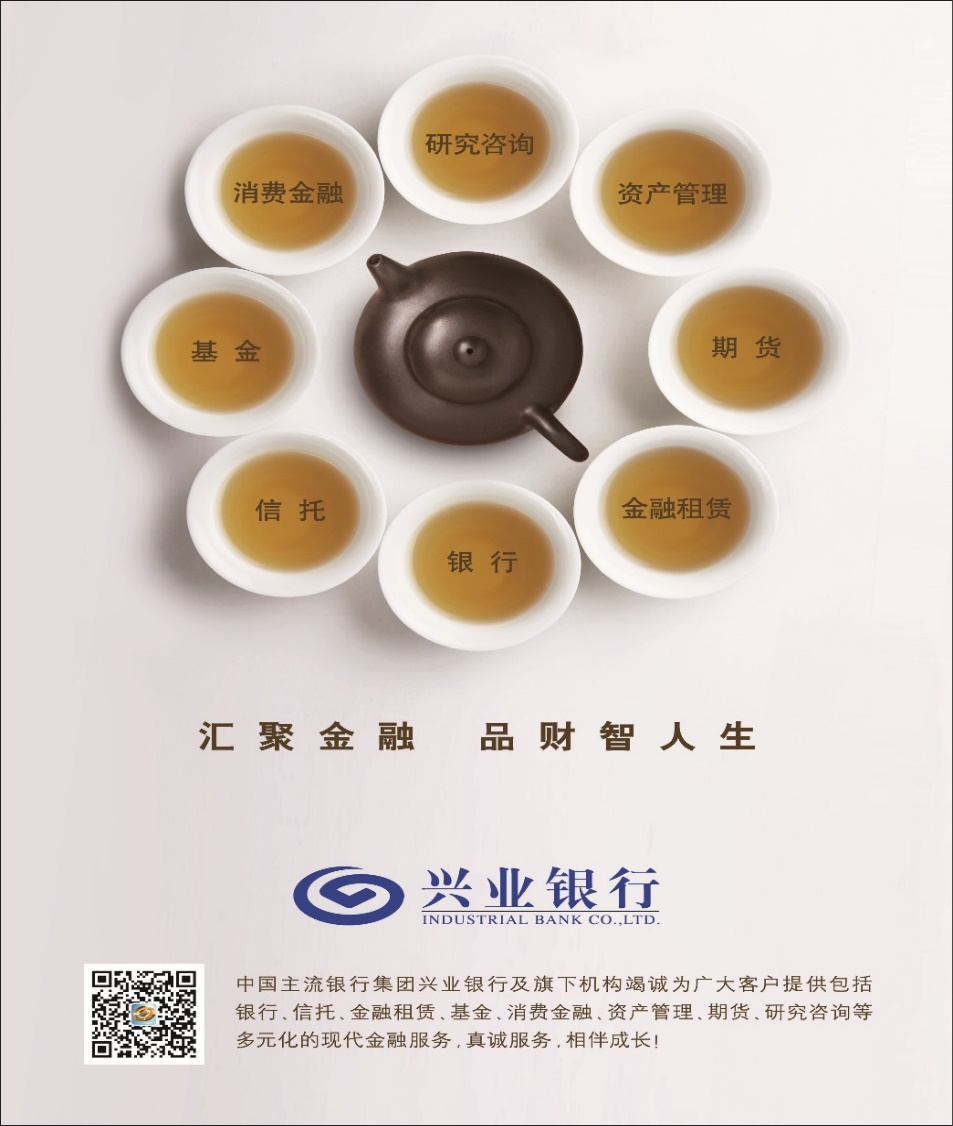 研究咨询
消费金融
资产管理
基金
期货
信托
金融租赁
银行
汇聚金融 品财智人生
兴业银行
INDUSTRIAL BANK CO.,LTD.
中国主流银行集团兴业银行及旗下机构竭诚为广大客户提供包括
银行、信托、金融租赁、基金、消费金融、资产管理、期货、研究咨询等
多元化的现代金融服务,真诚服务,相伴成长!